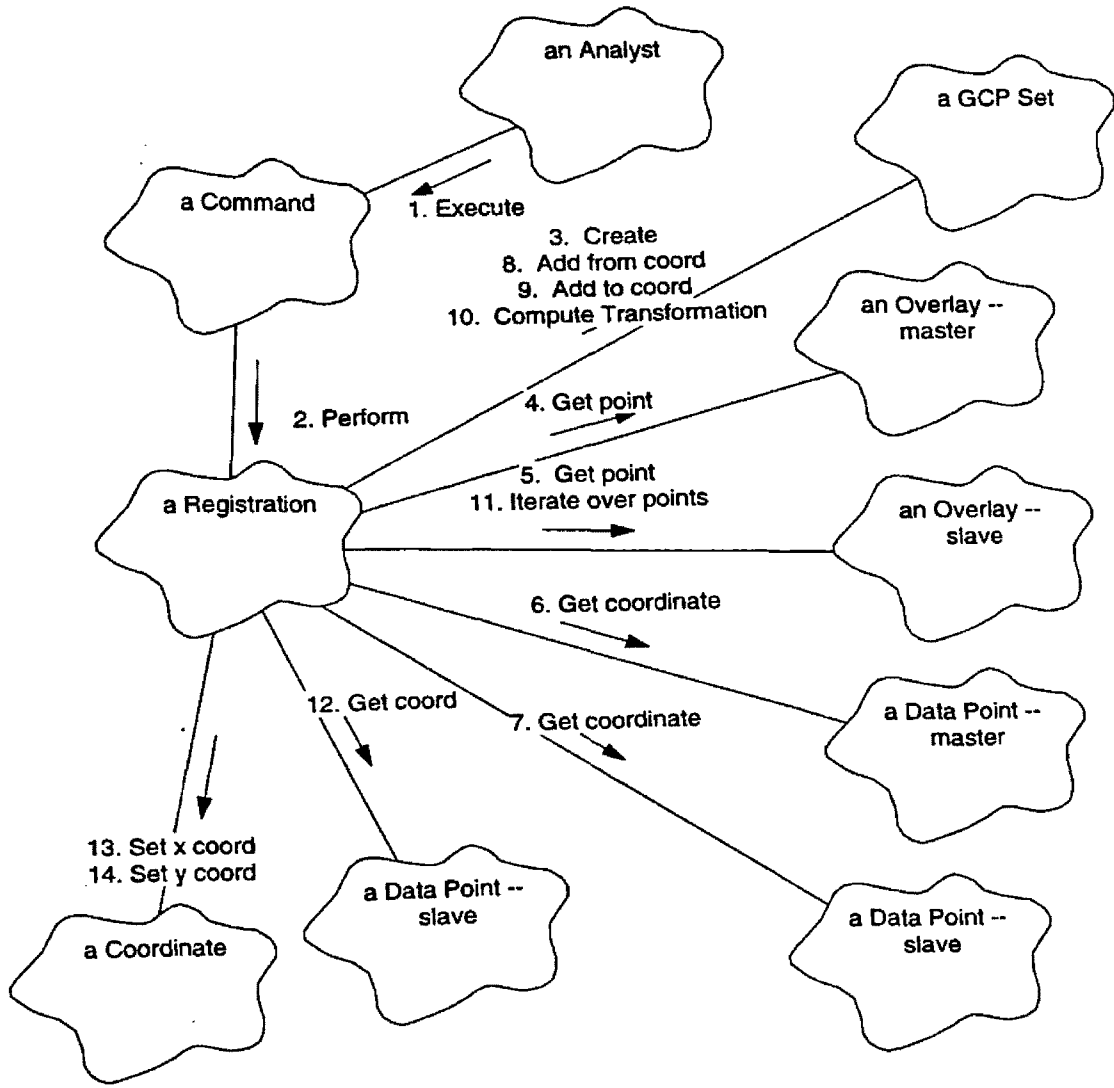 an Analyst
a GCP Set
a Command
1. Execute
3. Create
8. Add from coord
9. Add to coord
10. Compute Transformation
an Overlay --
master
2. Perform
4. Get point
a Registration
5. Get point
11. Iterate over points
an Overlay --
slave
6. Get coordinate
12. Get coord
7. Get coordinate
a Data Point --
master
13. Set x coord
14. Set y coord
a Data Point --
slave
a Data Point --
slave
a Coordinate